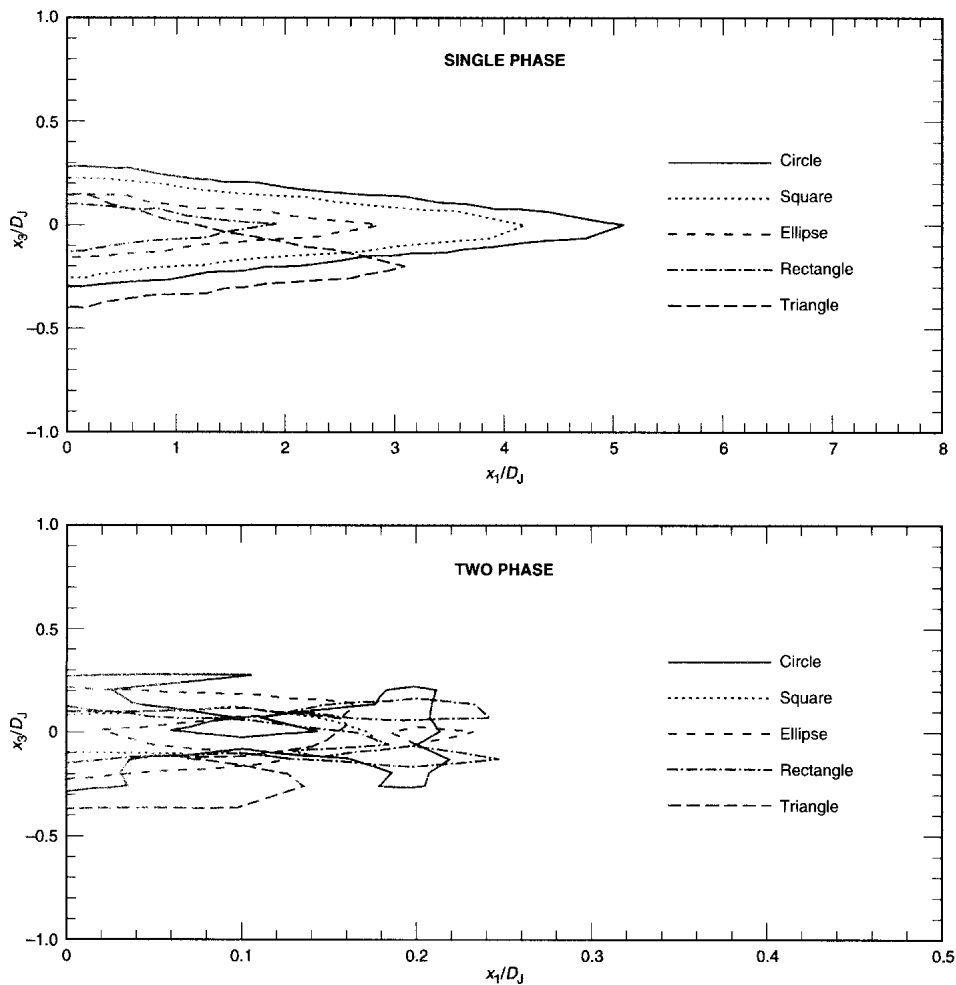 1.0
0.5
0
−0.5
−1.0
x3/DJ
SINGLE PHASE
Circle
Square
Ellipse
Rectangle
Triangle
0 1 2 3 4 5 6 7 8
x1/DJ
1.0
0.5
0
−0.5
−1.0
x3/DJ
TWO PHASE
Circle
Square
Ellipse
Rectangle
Triangle
0 0.1 0.2 0.3 0.4 0.5
x1/DJ